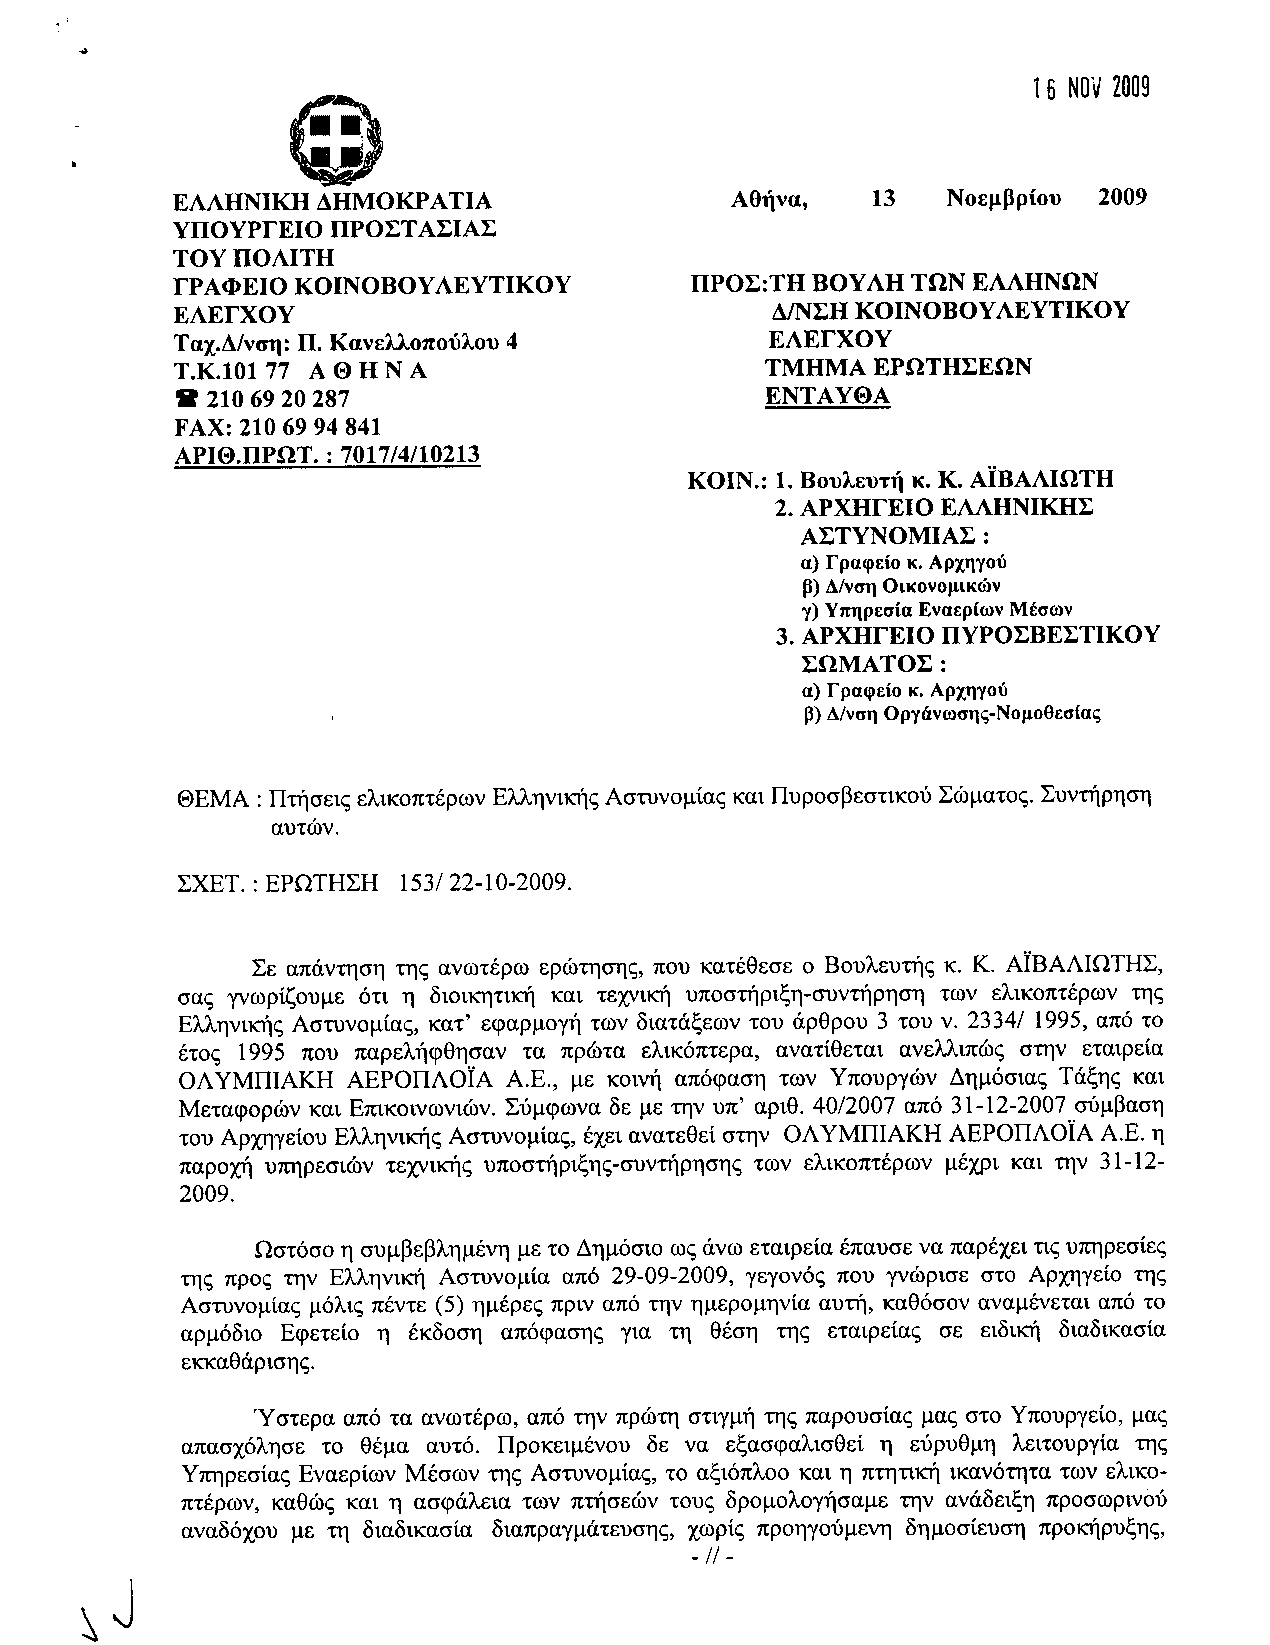 16 NOV 2009
ΕΛΛΗΝΙΚΗ ΔΗΜΟΚΡΑΤΙΑ
ΥΠΟΥΡΓΕΙΟ ΠΡΟΣΤΑΣΙΑΣ
ΤΟΥ ΠΟΛΙΤΗ
ΓΡΑΦΕΙΟ ΚΟΙΝΟΒΟΥΛΕΥΤΙΚΟΥ
ΕΛΕΓΧΟΥ
Ταχ.Δ/νση: Π. Κανελλοπούλου 4
Τ.Κ.101 77 Α Θ Η Ν Α
☎ 210 69 20 287
FAX: 210 69 94 841
ΑΡΙΘ.ΠΡΩΤ. : 7017/4/10213
Αθήνα, 13 Νοεμβρίου 2009
ΠΡΟΣ:ΤΗ ΒΟΥΛΗ ΤΩΝ ΕΛΛΗΝΩΝ
Δ/ΝΣΗ ΚΟΙΝΟΒΟΥΛΕΥΤΙΚΟΥ
ΕΛΕΓΧΟΥ
ΤΜΗΜΑ ΕΡΩΤΗΣΕΩΝ
ΕΝΤΑΥΘΑ
ΚΟΙΝ.: 1. Βουλευτή κ. Κ. ΑΪΒΑΛΙΩΤΗ
2. ΑΡΧΗΓΕΙΟ ΕΛΛΗΝΙΚΗΣ
ΑΣΤΥΝΟΜΙΑΣ :
α) Γραφείο κ. Αρχηγού
β) Δ/νση Οικονομικών
γ) Υπηρεσία Εναερίων Μέσων
3. ΑΡΧΗΓΕΙΟ ΠΥΡΟΣΒΕΣΤΙΚΟΥ
ΣΩΜΑΤΟΣ :
α) Γραφείο κ. Αρχηγού
β) Δ/νση Οργάνωσης-Νομοθεσίας
ΘΕΜΑ : Πτήσεις ελικοπτέρων Ελληνικής Αστυνομίας και Πυροσβεστικού Σώματος. Συντήρηση
αυτών.
ΣΧΕΤ. : ΕΡΩΤΗΣΗ 153/ 22-10-2009.
Σε απάντηση της ανωτέρω ερώτησης, που κατέθεσε ο Βουλευτής κ. Κ. ΑΪΒΑΛΙΩΤΗΣ,
σας γνωρίζουμε ότι η διοικητική και τεχνική υποστήριξη-συντήρηση των ελικοπτέρων της
Ελληνικής Αστυνομίας, κατ’ εφαρμογή των διατάξεων του άρθρου 3 του ν. 2334/ 1995, από το
έτος 1995 που παρελήφθησαν τα πρώτα ελικόπτερα, ανατίθεται ανελλιπώς στην εταιρεία
ΟΛΥΜΠΙΑΚΗ ΑΕΡΟΠΛΟΪΑ Α.Ε., με κοινή απόφαση των Υπουργών Δημόσιας Τάξης και
Μεταφορών και Επικοινωνιών. Σύμφωνα δε με την υπ’ αριθ. 40/2007 από 31-12-2007 σύμβαση
του Αρχηγείου Ελληνικής Αστυνομίας, έχει ανατεθεί στην ΟΛΥΜΠΙΑΚΗ ΑΕΡΟΠΛΟΪΑ Α.Ε. η
παροχή υπηρεσιών τεχνικής υποστήριξης-συντήρησης των ελικοπτέρων μέχρι και την 31-12-
2009.
Ωστόσο η συμβεβλημένη με το Δημόσιο ως άνω εταιρεία έπαυσε να παρέχει τις υπηρεσίες
της προς την Ελληνική Αστυνομία από 29-09-2009, γεγονός που γνώρισε στο Αρχηγείο της
Αστυνομίας μόλις πέντε (5) ημέρες πριν από την ημερομηνία αυτή, καθόσον αναμένεται από το
αρμόδιο Εφετείο η έκδοση απόφασης για τη θέση της εταιρείας σε ειδική διαδικασία
εκκαθάρισης.
Ύστερα από τα ανωτέρω, από την πρώτη στιγμή της παρουσίας μας στο Υπουργείο, μας
απασχόλησε το θέμα αυτό. Προκειμένου δε να εξασφαλισθεί η εύρυθμη λειτουργία της
Υπηρεσίας Εναερίων Μέσων της Αστυνομίας, το αξιόπλοο και η πτητική ικανότητα των ελικο-
πτέρων, καθώς και η ασφάλεια των πτήσεών τους δρομολογήσαμε την ανάδειξη προσωρινού
αναδόχου με τη διαδικασία διαπραγμάτευσης, χωρίς προηγούμενη δημοσίευση προκήρυξης,
- // -